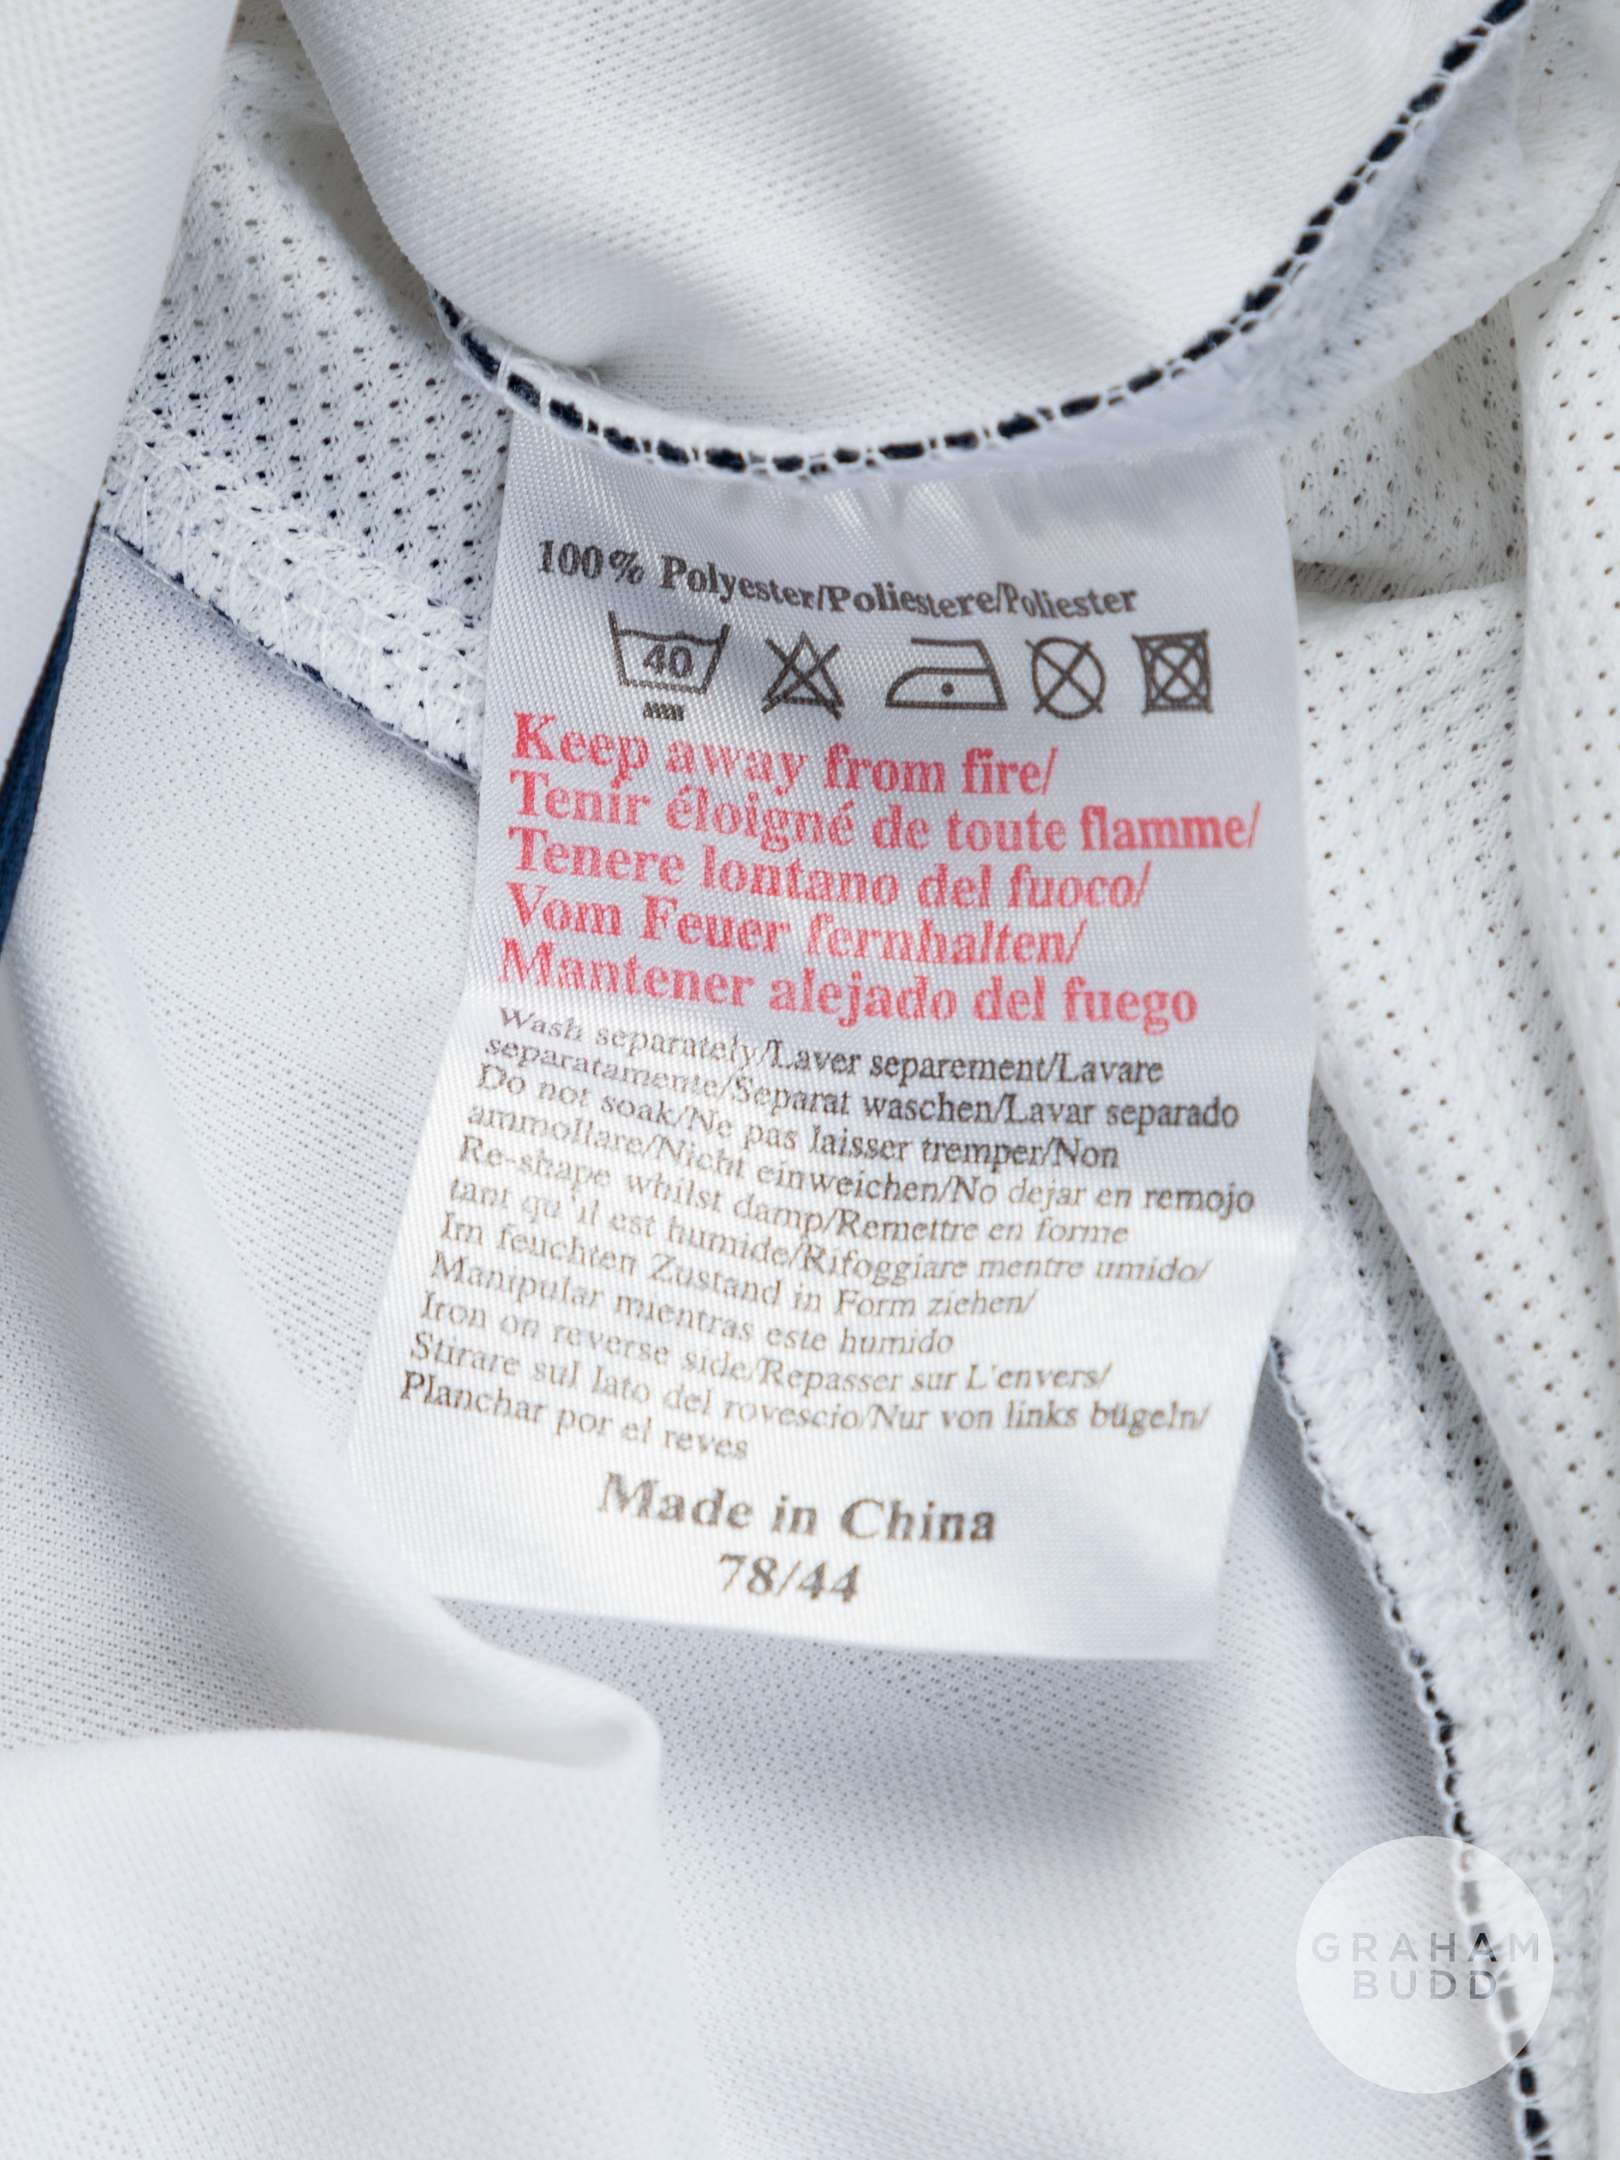 100% Polyester/Poliestere/Poliester
40
Keep away from fire/
Tenir éloigné de toute flamme/
Tenere lontano del fuoco/
Vom Feuer fernhalten/
Mantener alejado del fuego
Wash separately/Laver separement/Lavare
separatamente/Separat waschen/Lavar separado
Do not soak/Ne pas laisser tremper/Non
ammollare/Nicht einweichen/No dejar en remojo
Re-shape whilst damp/Remettre en forme
tant qu'il est humide/Rifoggiare mentre umido/
Im feuchten Zustand in Form ziehen/
Manipular mientras este humido
Iron on reverse side/Repasser sur L'envers/
Stirare sul lato del rovescio/Nur von links bügeln/
Planchar por el reves
Made in China
78/44
GRAHAM
BUDD